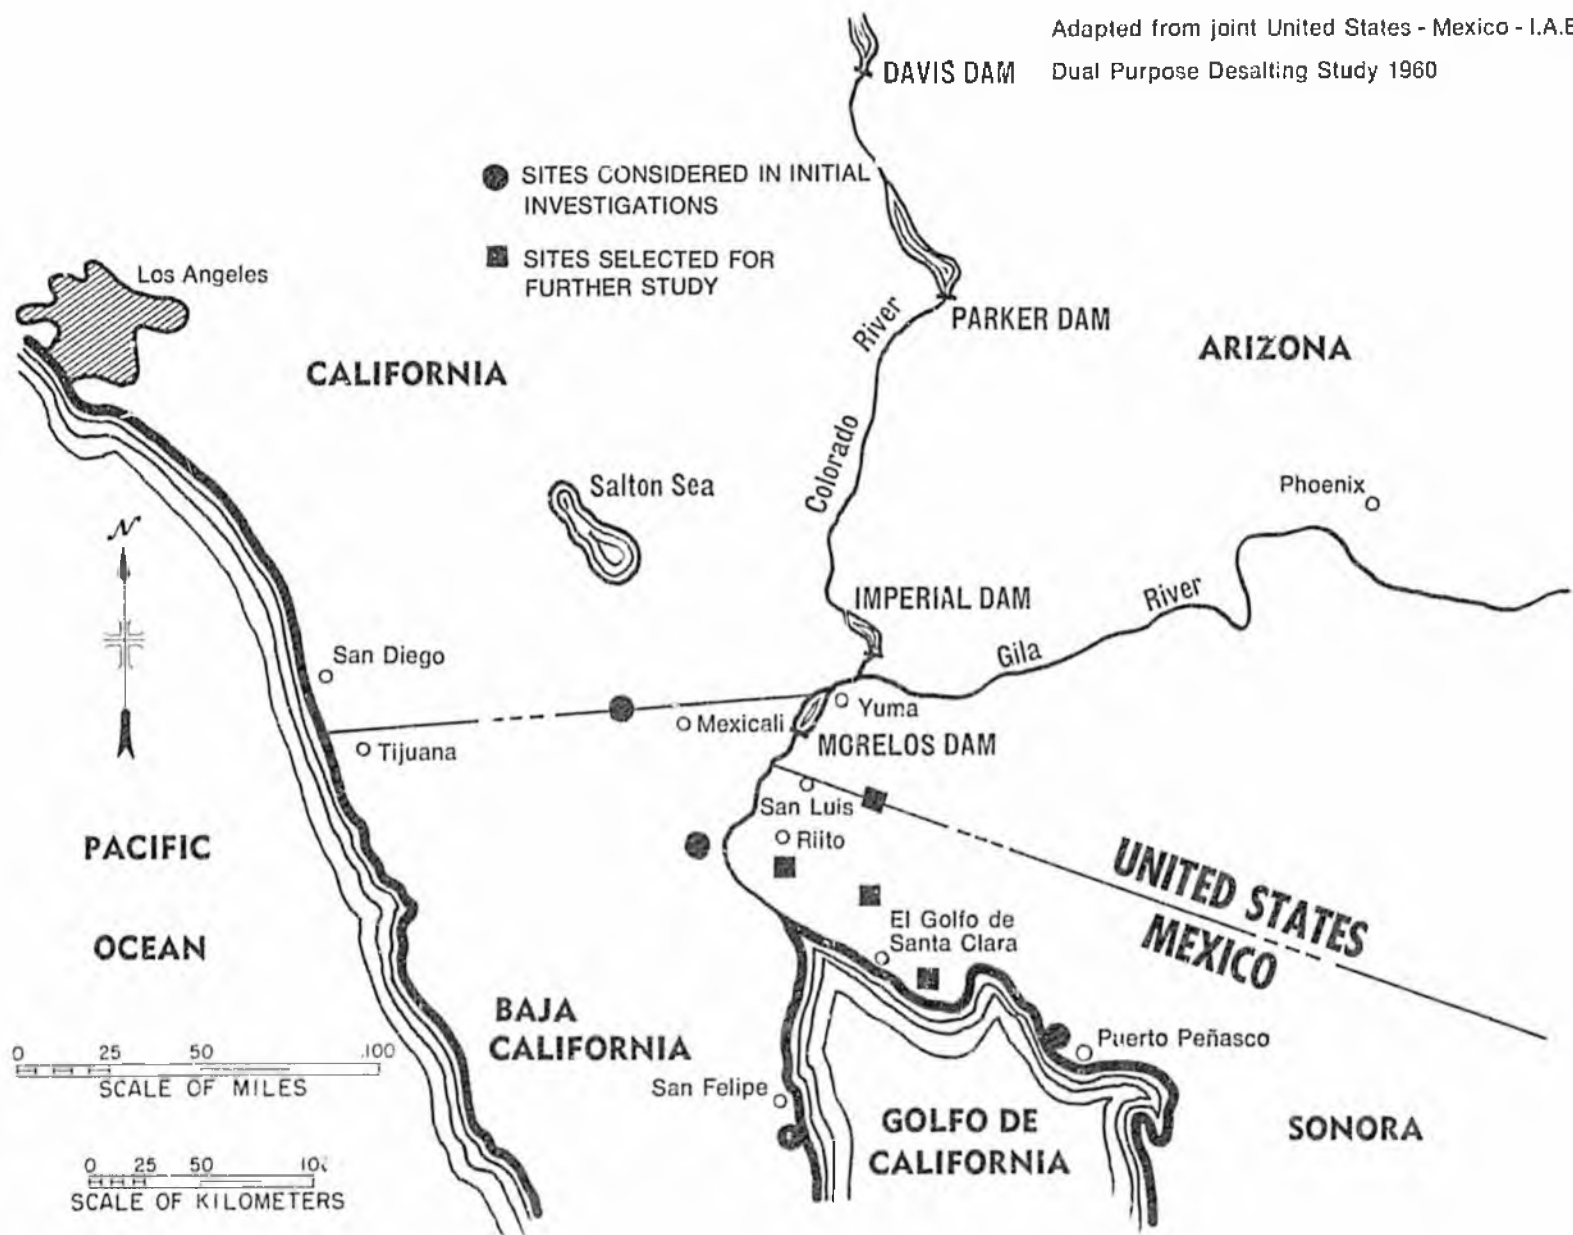 Adapted from joint United States - Mexico - I.A.E
Dual Purpose Desalting Study 1960
DAVIS DAM
SITES CONSIDERED IN INITIAL
INVESTIGATIONS
SITES SELECTED FOR
FURTHER STUDY
Los Angeles
CALIFORNIA
River
PARKER DAM
ARIZONA
Colorado
Salton Sea
Phoenix
N
IMPERIAL DAM
River
Gila
San Diego
Yuma
Mexicali
Tijuana
MORELOS DAM
San Luis
Riito
PACIFIC
OCEAN
UNITED STATES
MEXICO
El Golfo de
Santa Clara
BAJA
CALIFORNIA
Puerto Peñasco
0 25 50 100
SCALE OF MILES
San Felipe
GOLFO DE
CALIFORNIA
SONORA
0 25 50 10
SCALE OF KILOMETERS